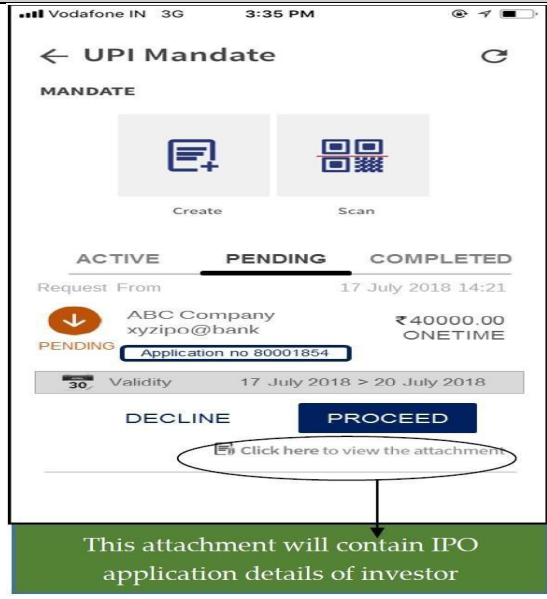 Vodafone IN 3G 3:35 PM
← UPI Mandate
MANDATE
Create Scan
ACTIVE PENDING COMPLETED
Request From 17 July 2018 14:21
ABC Company ₹40000.00
xyzipo@bank ONETIME
PENDING Application no 80001854
30 Validity 17 July 2018 > 20 July 2018
DECLINE PROCEED
Click here to view the attachment
This attachment will contain IPO
application details of investor